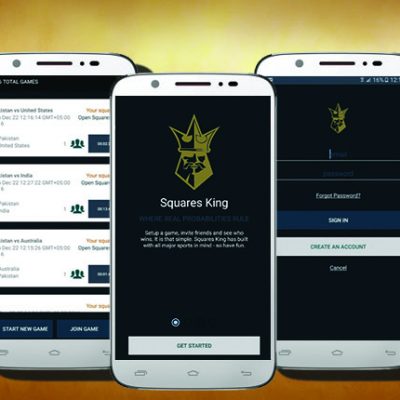 TOTAL GAMES
kistan vs United States
Your squa
Dec 22 12:16:14 GMT+05:00
Open Square
6
Pakistan
United States
1
kistan vs India
Your squa
Dec 22 12:27:22 GMT+05:00
Open Square
6
Pakistan
India
1
kistan vs Australia
Your squa
Dec 22 12:15:26 GMT+05:00
Open Square
6
Pakistan
Australia
1
Your squa
START NEW GAME
JOIN GAME
Squares King
WHERE REAL PROBABILITIES RULE
Setup a game, invite friends and see who
wins. It is that simple. Squares King has built
with all major sports in mind - so have fun.
GET STARTED
16%
12:1
email
password
Forgot Password?
SIGN IN
CREATE AN ACCOUNT
Cancel